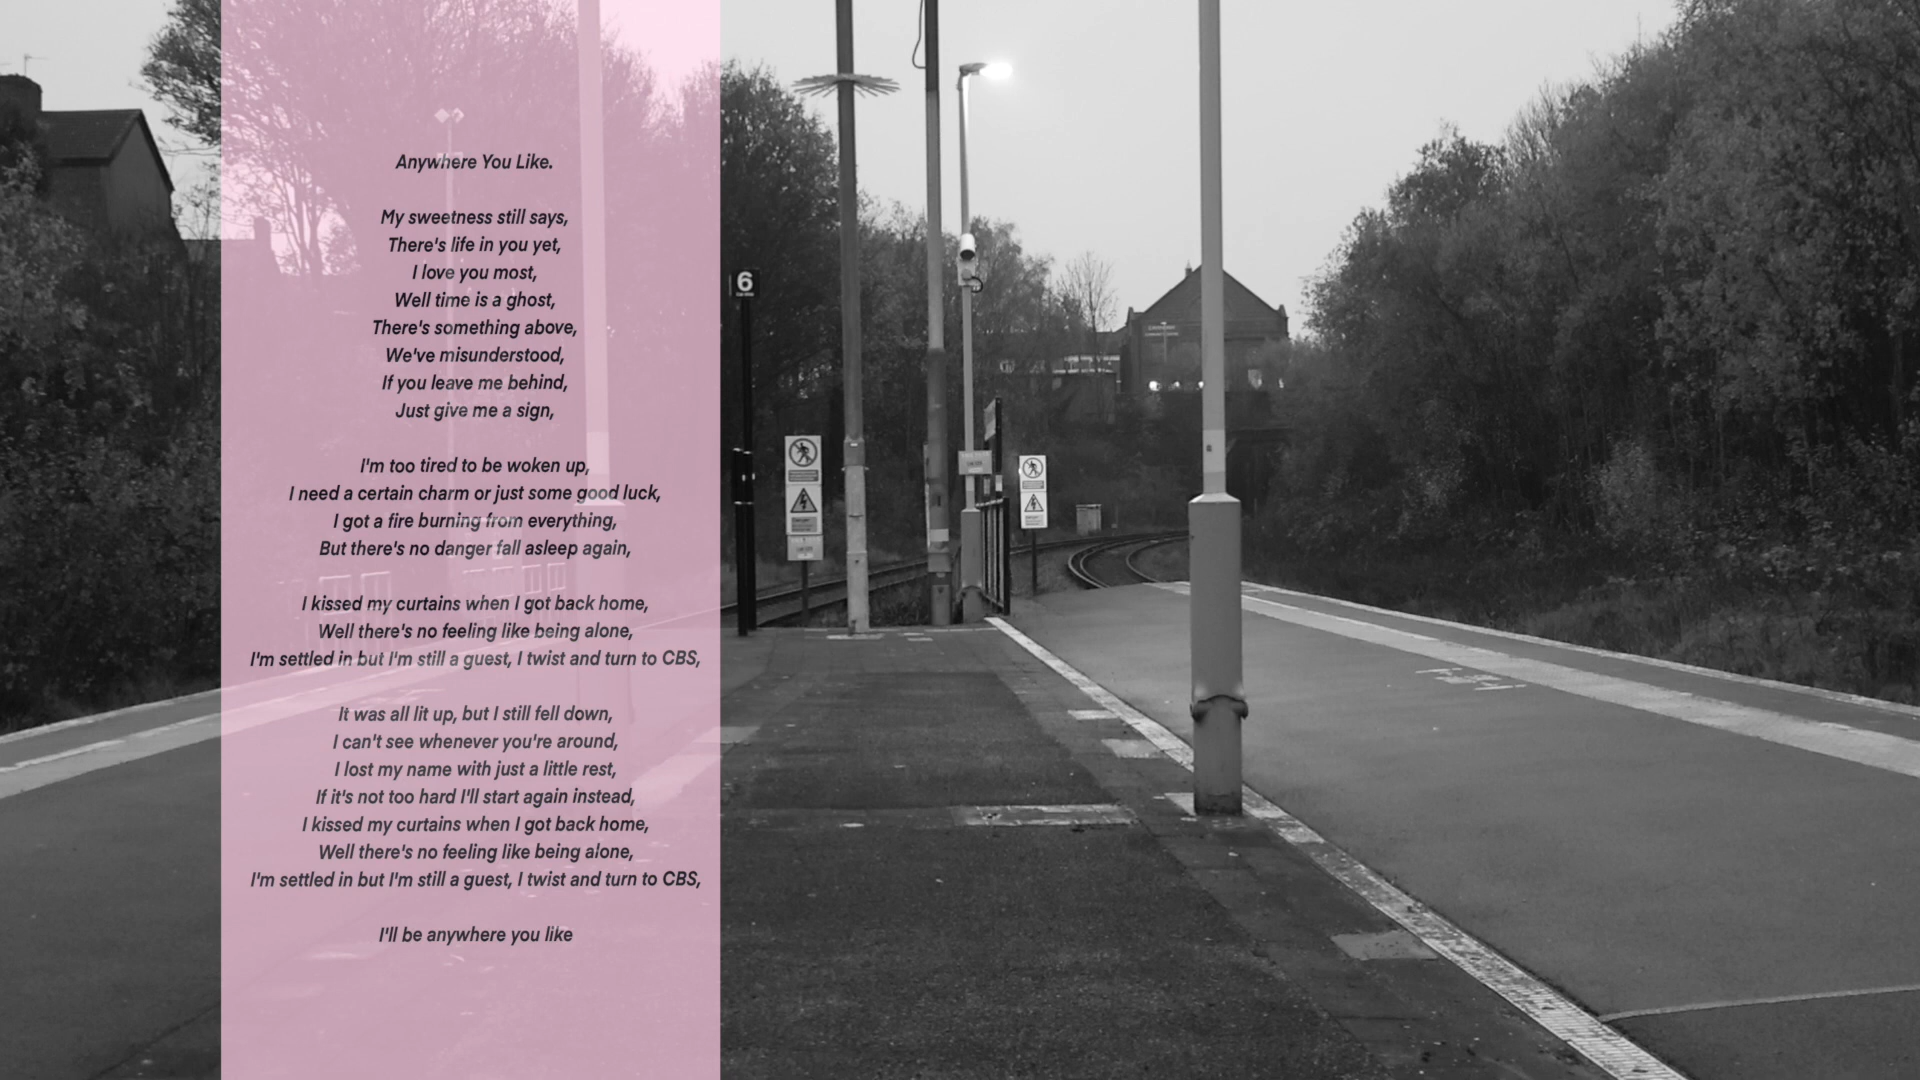 Anywhere You Like.
My sweetness still says,
There's life in you yet,
I love you most,
Well time is a ghost,
There's something above,
We've misunderstood,
If you leave me behind,
Just give me a sign,
I'm too tired to be woken up,
I need a certain charm or just some good luck,
I got a fire burning from everything,
But there's no danger fall asleep again,
I kissed my curtains when I got back home,
Well there's no feeling like being alone,
I'm settled in but I'm still a guest, I twist and turn to CBS,
It was all lit up, but I still fell down,
I can't see whenever you're around,
I lost my name with just a little rest,
If it's not too hard I'll start again instead,
I kissed my curtains when I got back home,
Well there's no feeling like being alone,
I'm settled in but I'm still a guest, I twist and turn to CBS,
I'll be anywhere you like
6